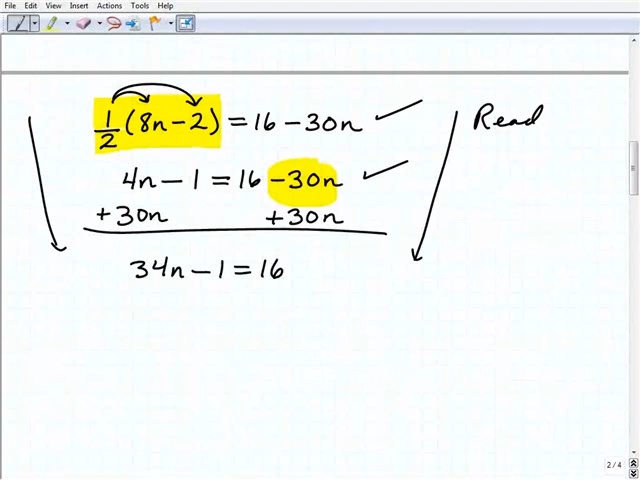 File Edit View Insert Actions Tools Help
1/2 (8n − 2) = 16 − 30n Read
4n − 1 = 16 − 30n
+30n +30n
34n − 1 = 16
2 / 4